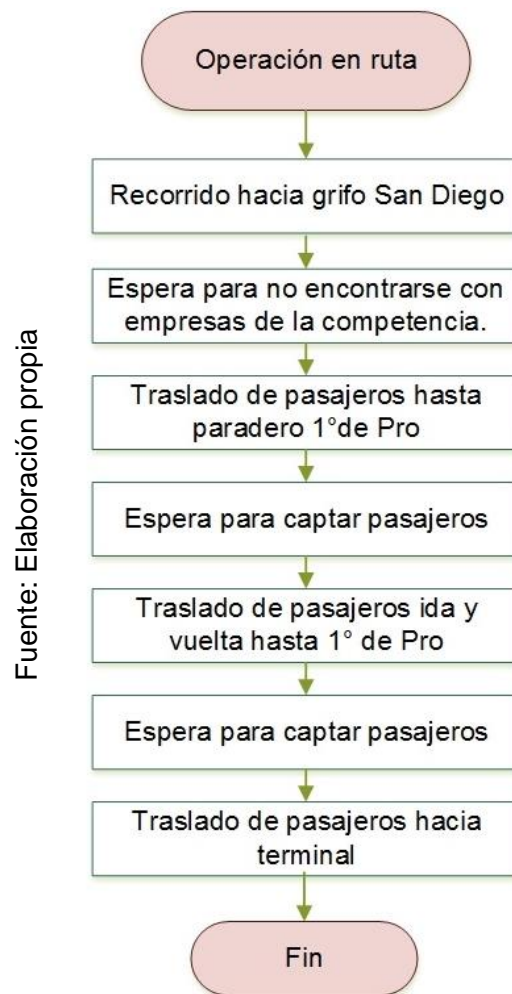 Operación en ruta
Recorrido hacia grifo San Diego
Espera para no encontrarse con
empresas de la competencia.
Traslado de pasajeros hasta
paradero 1°de Pro
Espera para captar pasajeros
Traslado de pasajeros ida y
vuelta hasta 1° de Pro
Espera para captar pasajeros
Traslado de pasajeros hacia
terminal
Fin
Fuente: Elaboración propia